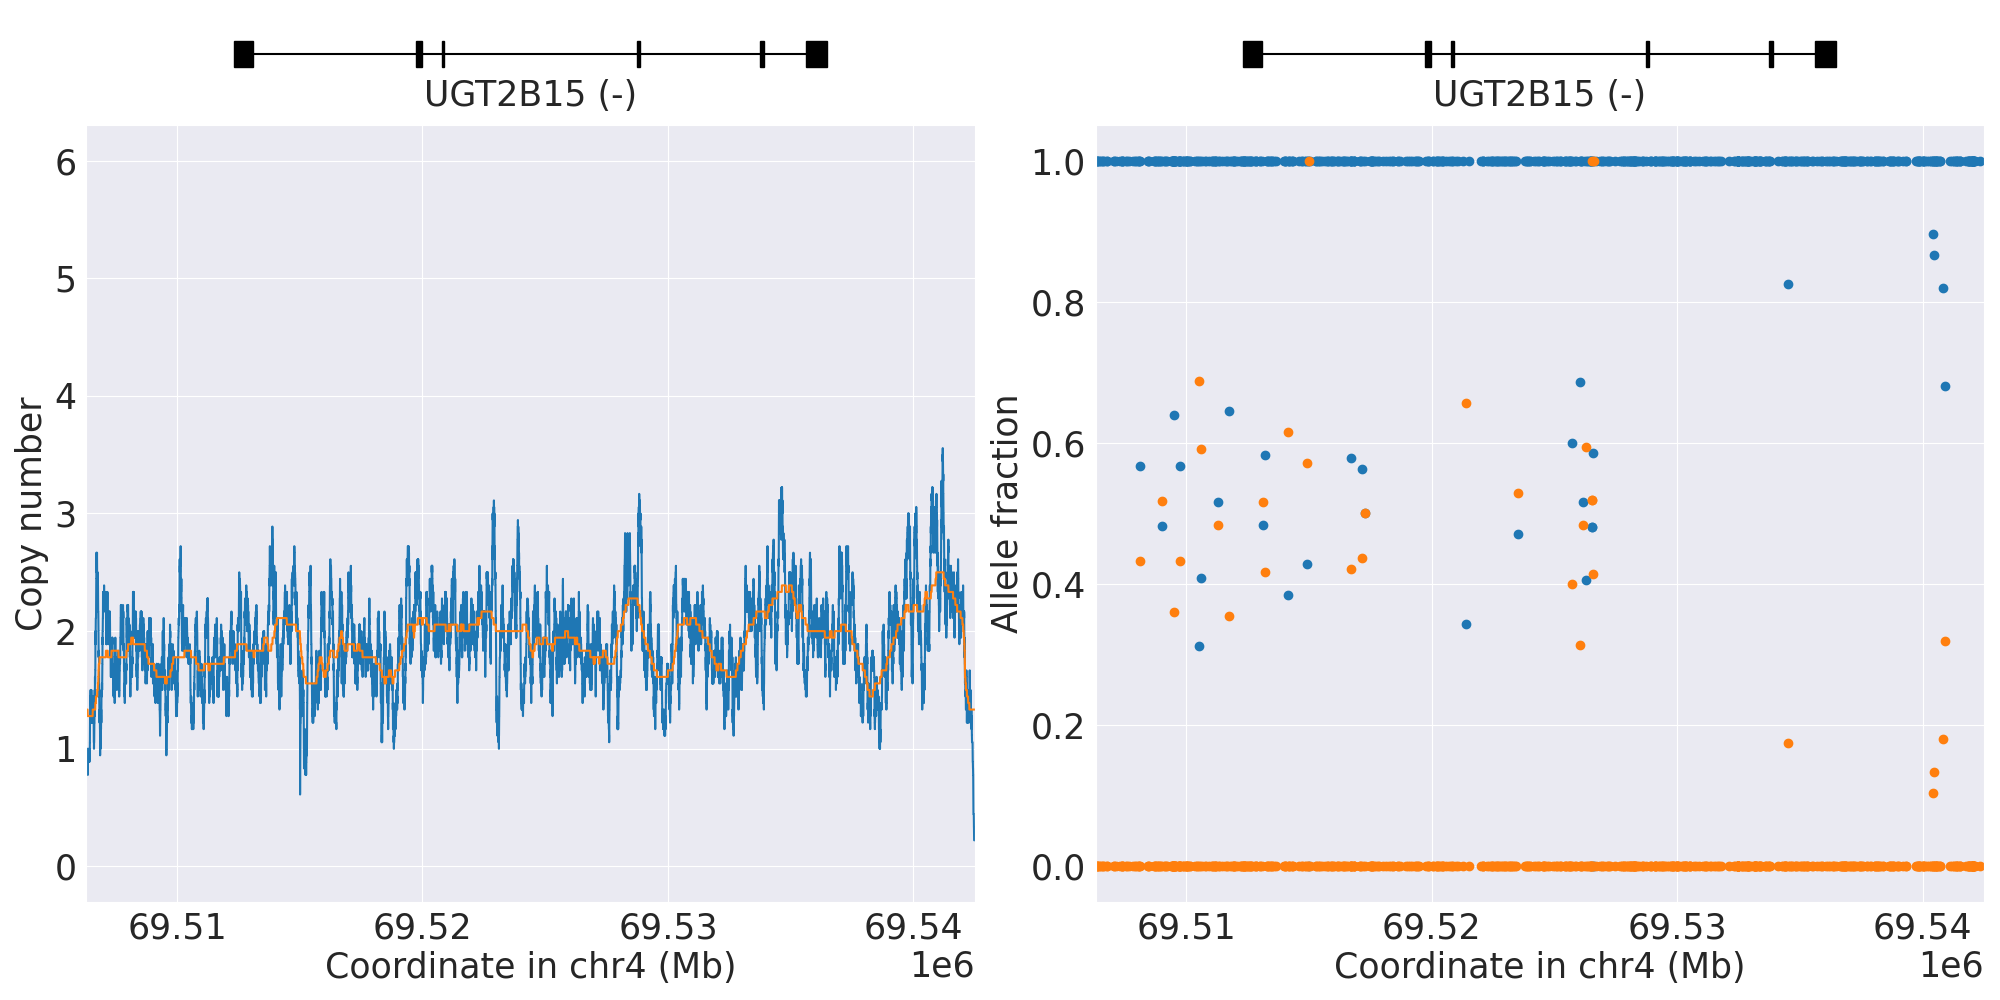 UGT2B15 (-)
UGT2B15 (-)
Copy number
6
5
4
3
2
1
0
69.51
69.52
69.53
69.54
Coordinate in chr4 (Mb)
1e6
Allele fraction
1.0
0.8
0.6
0.4
0.2
0.0
69.51
69.52
69.53
69.54
Coordinate in chr4 (Mb)
1e6